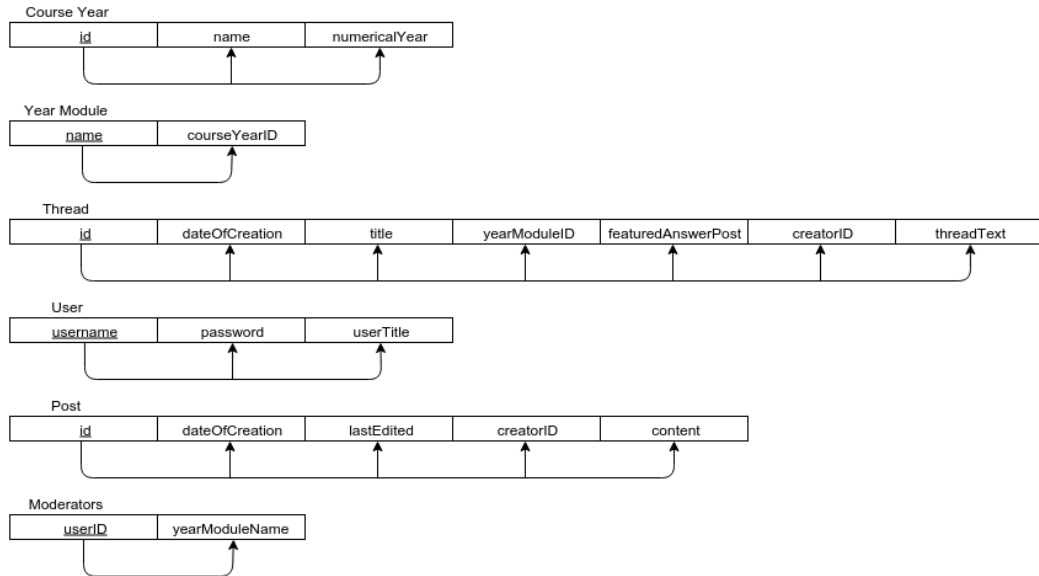 Course Year
id name numericalYear
Year Module
name courseYearID
Thread
id dateOfCreation title yearModuleID featuredAnswerPost creatorID threadText
User
username password userTitle
Post
id dateOfCreation lastEdited creatorID content
Moderators
userID yearModuleName